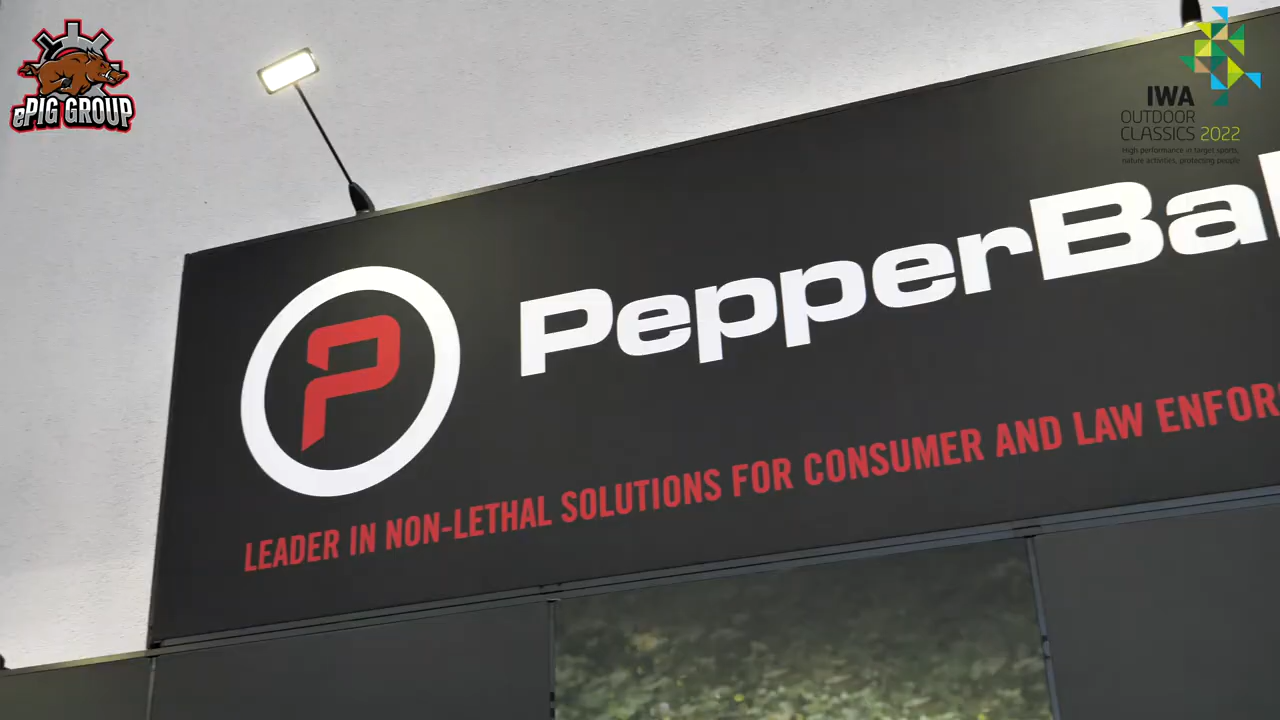 ePIG GROUP
IWA
OUTDOOR
CLASSICS 2022
High performance in target sports,
nature activities, protecting people
PepperBal
LEADER IN NON-LETHAL SOLUTIONS FOR CONSUMER AND LAW ENFOR